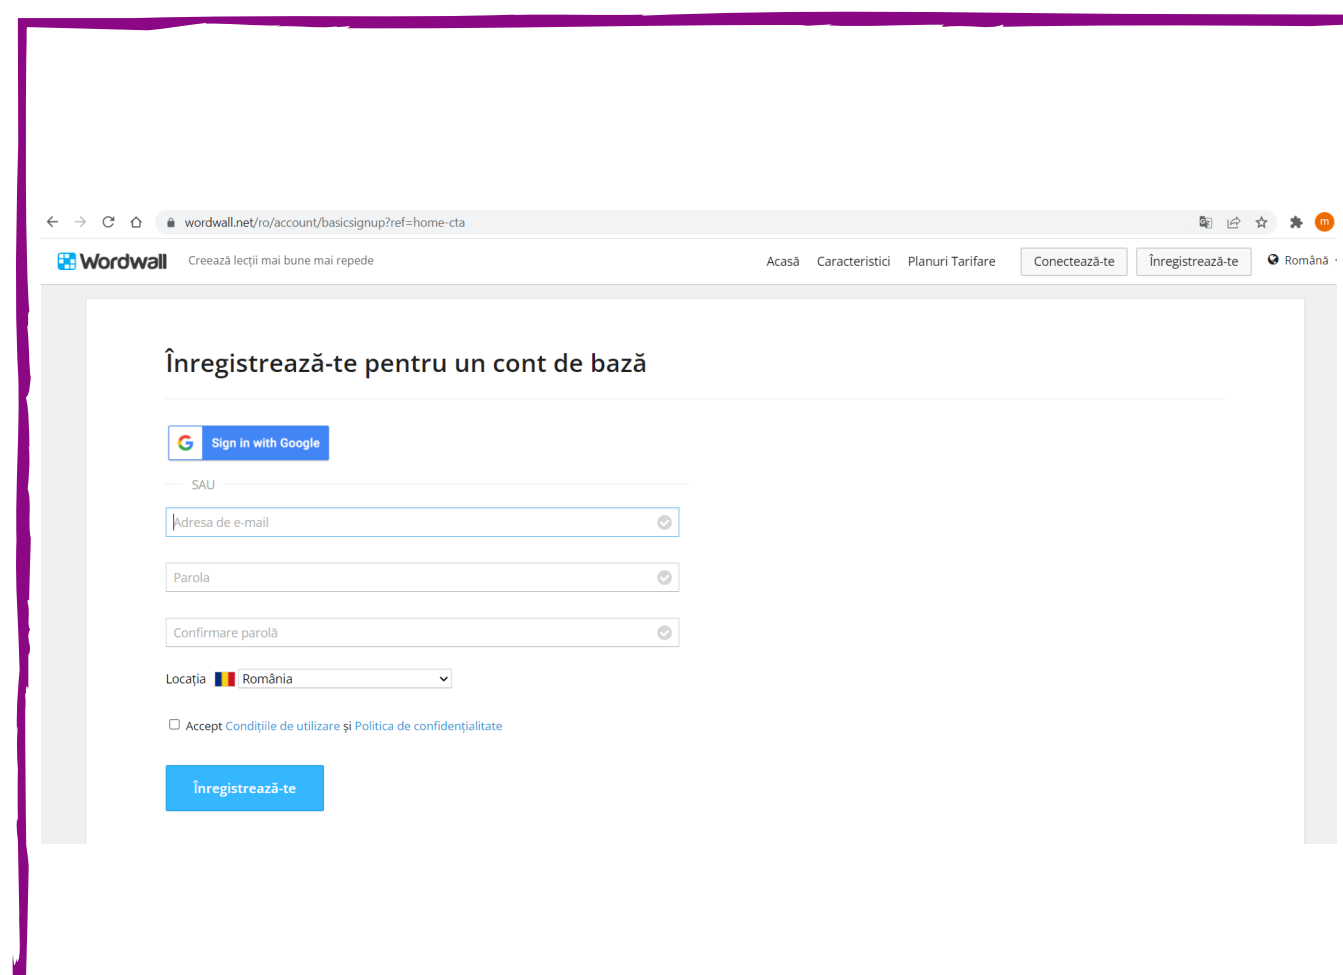 wordwall.net/ro/account/basicsignup?ref=home-cta
m
Wordwall Creează lecții mai bune mai repede Acasă Caracteristici Planuri Tarifare Conectează-te Înregistrează-te Română
Înregistrează-te pentru un cont de bază
G Sign in with Google
SAU
Adresa de e-mail
Parola
Confirmare parolă
Locația România
Accept Condițiile de utilizare și Politica de confidențialitate
Înregistrează-te